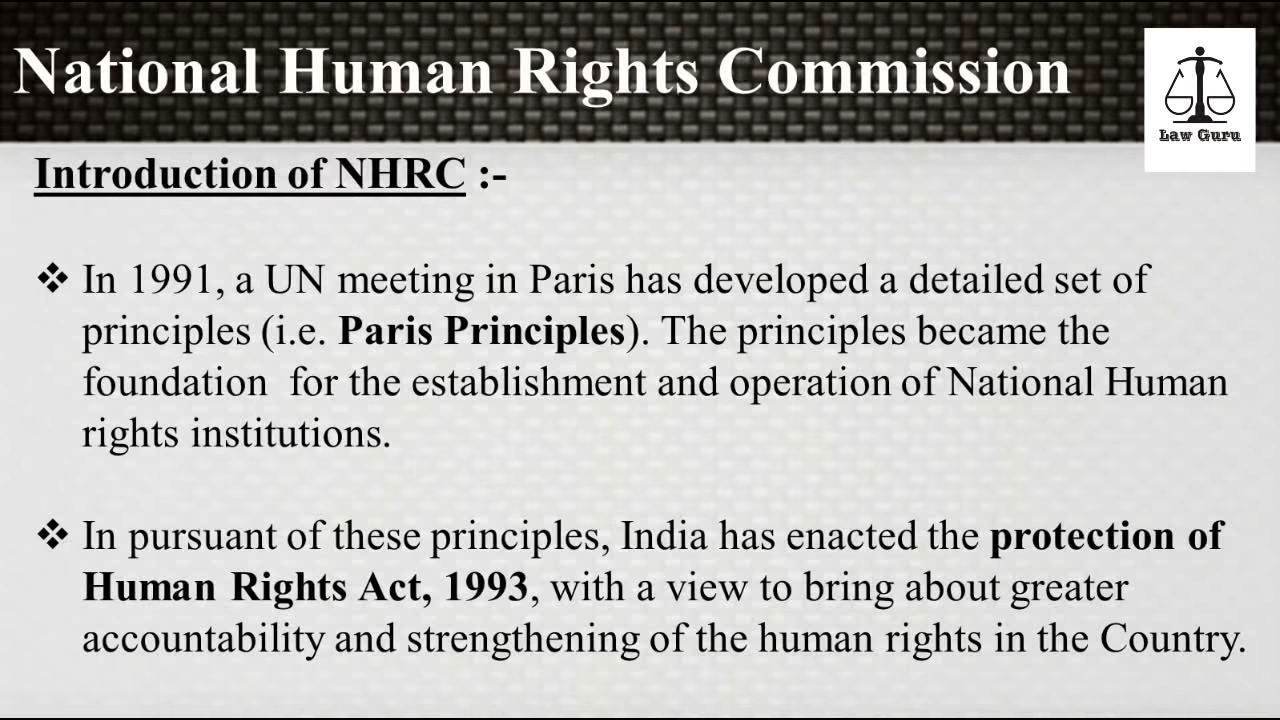 National Human Rights Commission
Law Guru
Introduction of NHRC :-
❖ In 1991, a UN meeting in Paris has developed a detailed set of
principles (i.e. Paris Principles). The principles became the
foundation for the establishment and operation of National Human
rights institutions.
❖ In pursuant of these principles, India has enacted the protection of
Human Rights Act, 1993, with a view to bring about greater
accountability and strengthening of the human rights in the Country.